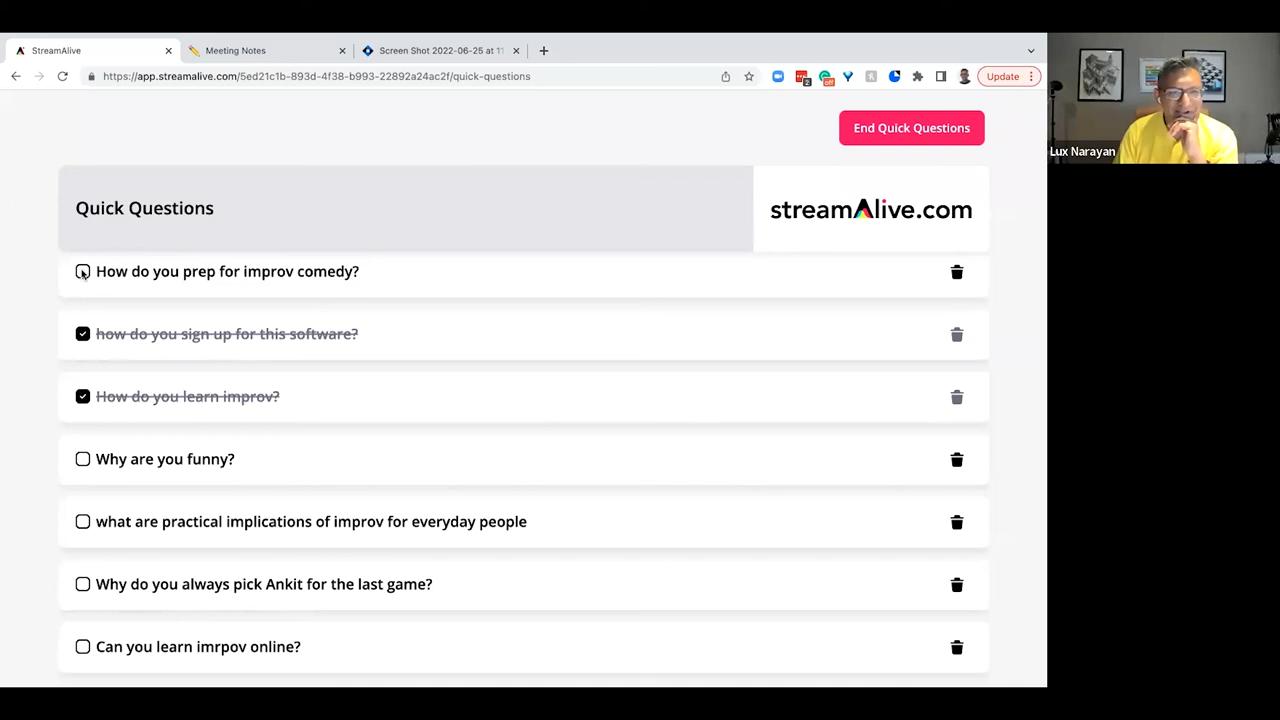 StreamAlive
Meeting Notes
Screen Shot 2022-06-25 at 11
https://app.streamalive.com/5ed21c1b-893d-4f38-b993-22892a24ac2f/quick-questions
2
off
Update
Lux Narayan
End Quick Questions
Quick Questions
streamAlive.com
How do you prep for improv comedy?
how do you sign up for this software?
How do you learn improv?
Why are you funny?
what are practical implications of improv for everyday people
Why do you always pick Ankit for the last game?
Can you learn imrpov online?